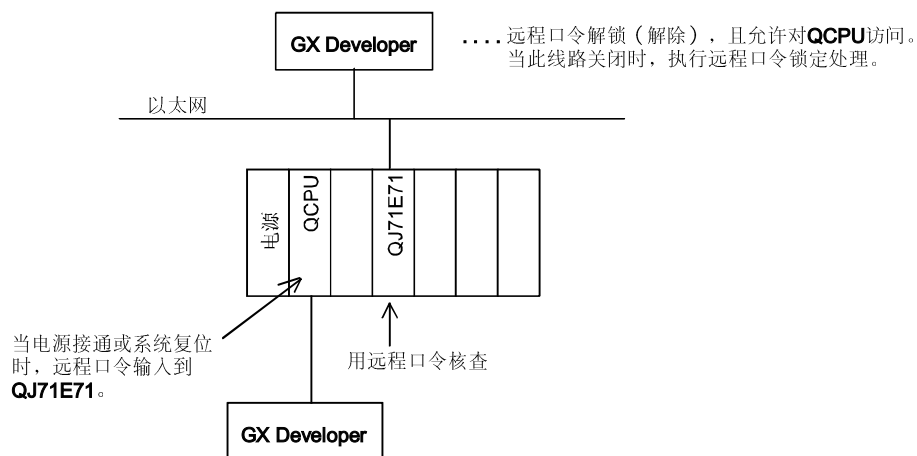 GX Developer
....远程口令解锁（解除），且允许对QCPU访问。
当此线路关闭时，执行远程口令锁定处理。
以太网
电源
QCPU
QJ71E71
当电源接通或系统复位
时，远程口令输入到
QJ71E71。
用远程口令核查
GX Developer